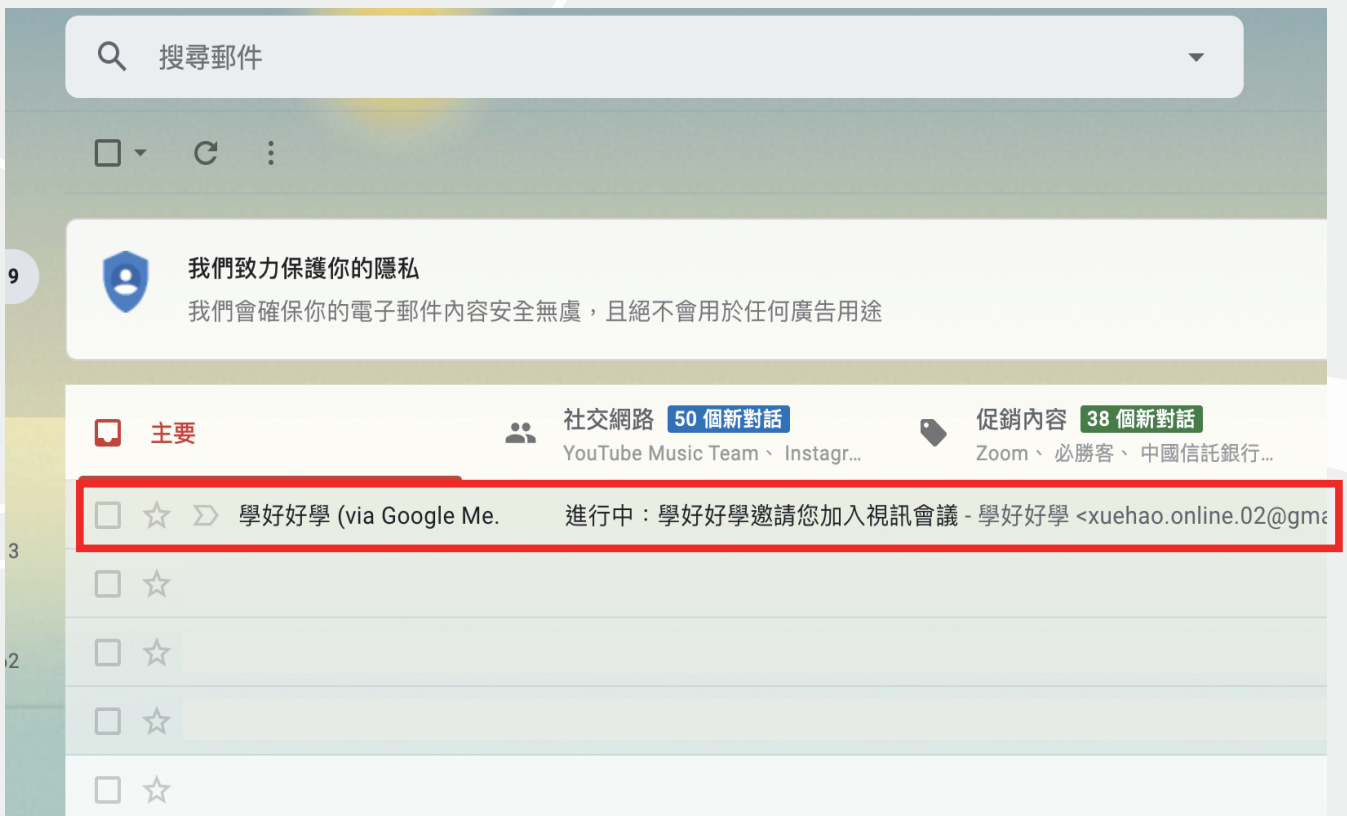 搜尋郵件
9
我們致力保護你的隱私
我們會確保你的電子郵件內容安全無虞，且絕不會用於任何廣告用途
主要
社交網路 50 個新對話
YouTube Music Team、 Instagr...
促銷內容 38 個新對話
Zoom、 必勝客、 中國信託銀行...
學好好學 (via Google Me. 進行中：學好好學邀請您加入視訊會議 - 學好好學 <xuehao.online.02@gma
3
2